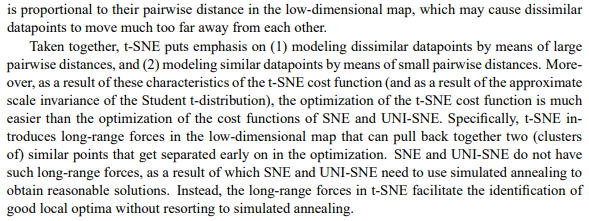 is proportional to their pairwise distance in the low-dimensional map, which may cause dissimilar
datapoints to move much too far away from each other.
Taken together, t-SNE puts emphasis on (1) modeling dissimilar datapoints by means of large
pairwise distances, and (2) modeling similar datapoints by means of small pairwise distances. More-
over, as a result of these characteristics of the t-SNE cost function (and as a result of the approximate
scale invariance of the Student t-distribution), the optimization of the t-SNE cost function is much
easier than the optimization of the cost functions of SNE and UNI-SNE. Specifically, t-SNE in-
troduces long-range forces in the low-dimensional map that can pull back together two (clusters
of) similar points that get separated early on in the optimization. SNE and UNI-SNE do not have
such long-range forces, as a result of which SNE and UNI-SNE need to use simulated annealing to
obtain reasonable solutions. Instead, the long-range forces in t-SNE facilitate the identification of
good local optima without resorting to simulated annealing.